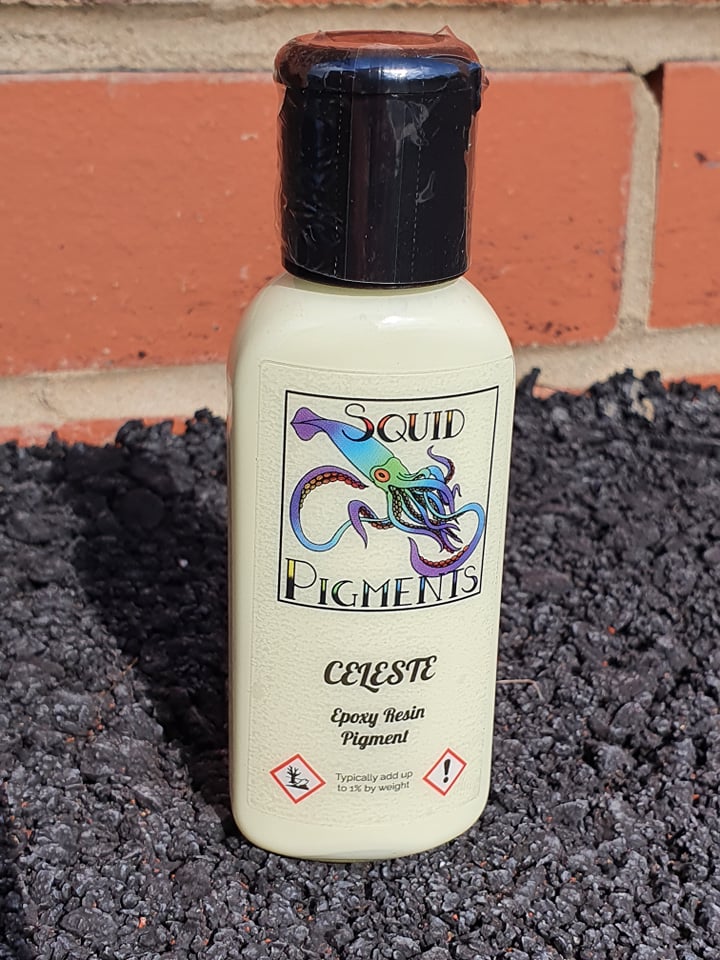 SQUID
PIGMENTS
CELESTE
Epoxy Resin
Pigment
Typically add up
to 1% by weight